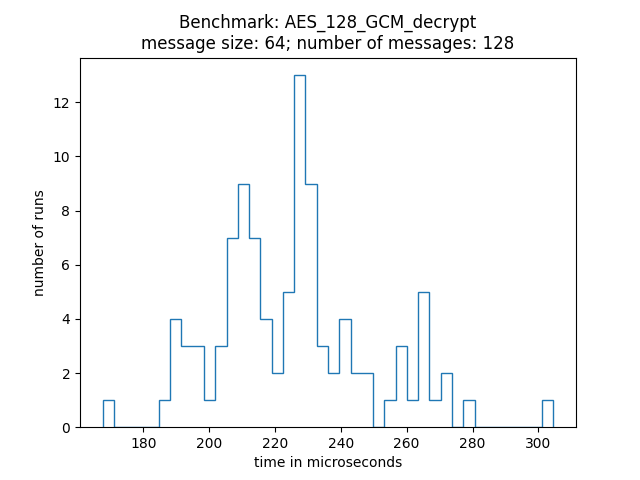 Benchmark: AES_128_GCM_decrypt
message size: 64; number of messages: 128
12
10
8
6
4
2
0
number of runs
180 200 220 240 260 280 300
time in microseconds